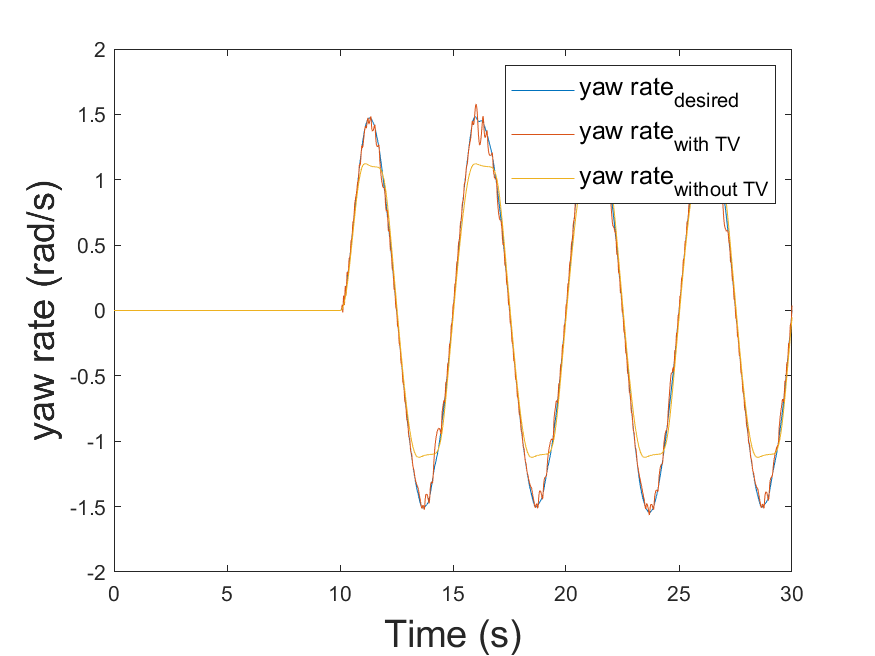 2
1.5
1
0.5
0
-0.5
-1
-1.5
-2
yaw rate (rad/s)
yaw rate desired
yaw rate with TV
yaw rate without TV
0 5 10 15 20 25 30
Time (s)